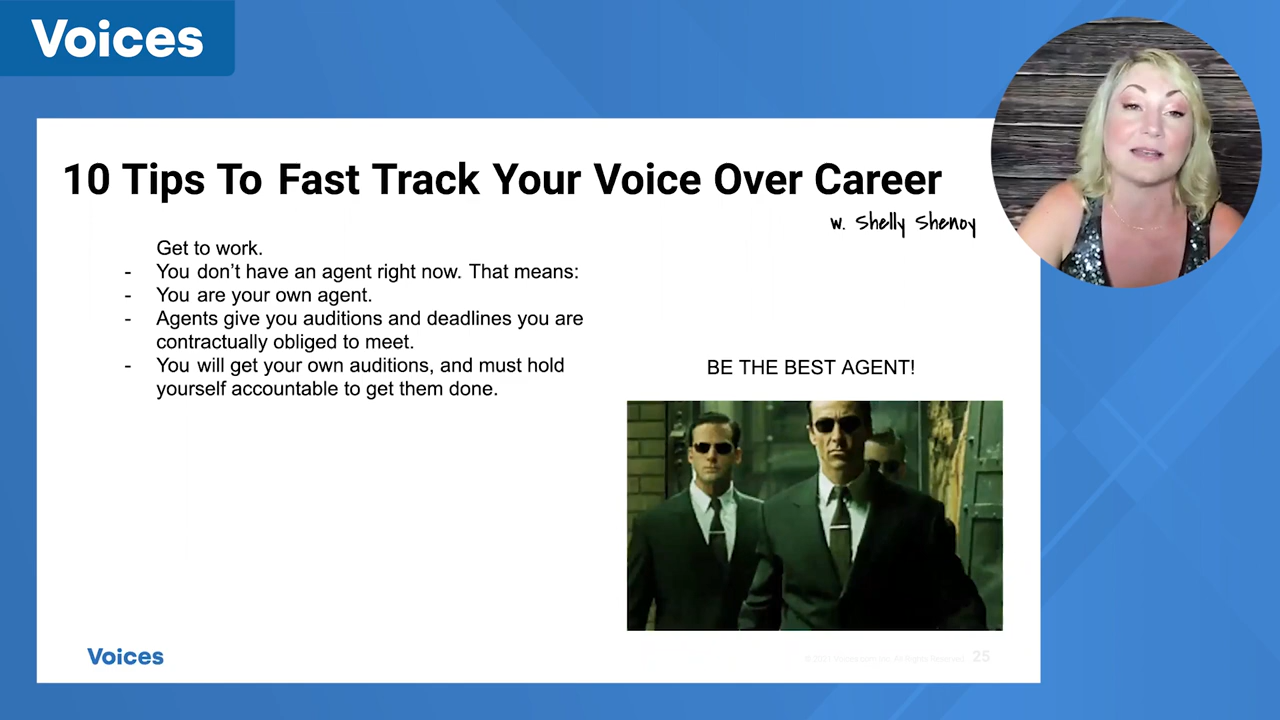 Voices
10 Tips To Fast Track Your Voice Over Career
w. Shelly Shenoy
Get to work.
- You don't have an agent right now. That means:
- You are your own agent.
- Agents give you auditions and deadlines you are
contractually obliged to meet.
- You will get your own auditions, and must hold
yourself accountable to get them done.
BE THE BEST AGENT!
Voices
All Rights Reserved. 25